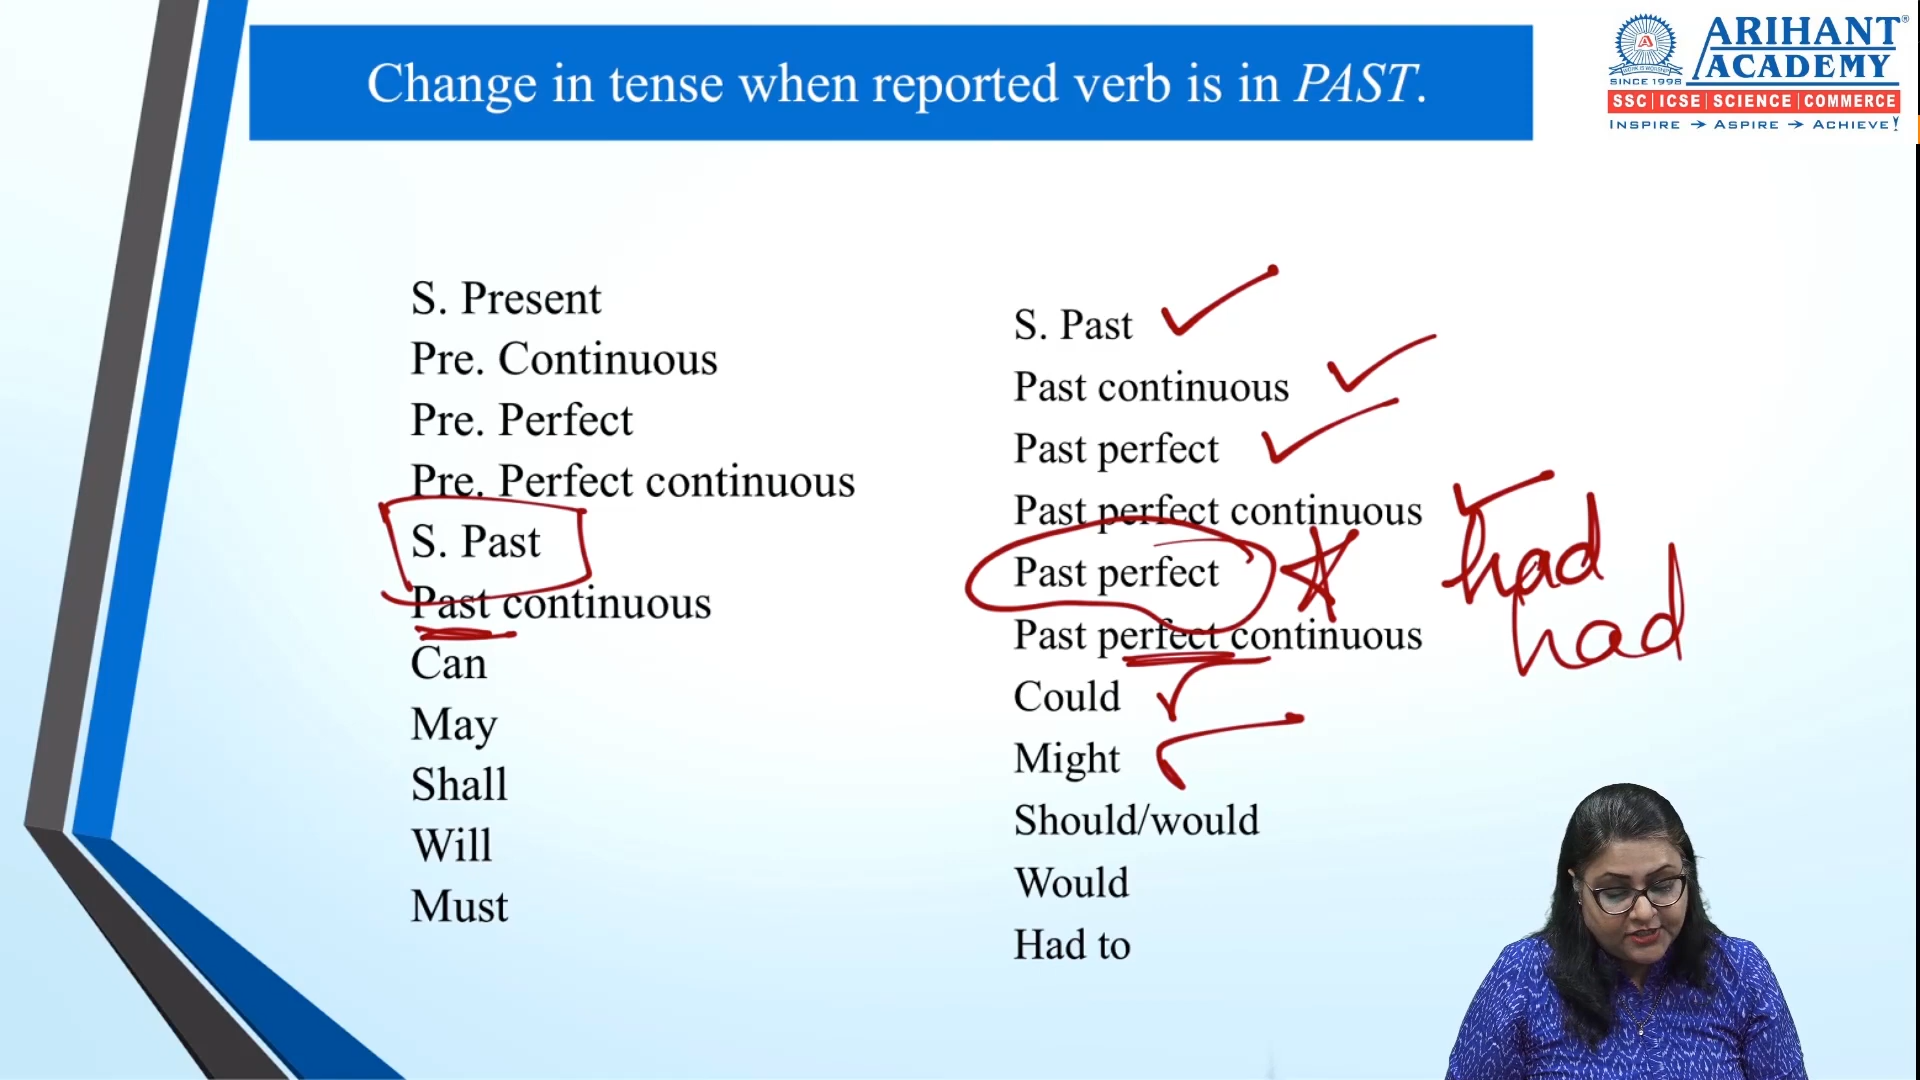 Change in tense when reported verb is in PAST.
ARIHANT®
ACADEMY
SINCE 1998
SSC | ICSE | SCIENCE | COMMERCE
INSPIRE → ASPIRE → ACHIEVE!
S. Present
Pre. Continuous
Pre. Perfect
Pre. Perfect continuous
S. Past
Past continuous
Can
May
Shall
Will
Must
S. Past
Past continuous
Past perfect
Past perfect continuous
Past perfect
Past perfect continuous
Could
Might
Should/would
Would
Had to
had
had